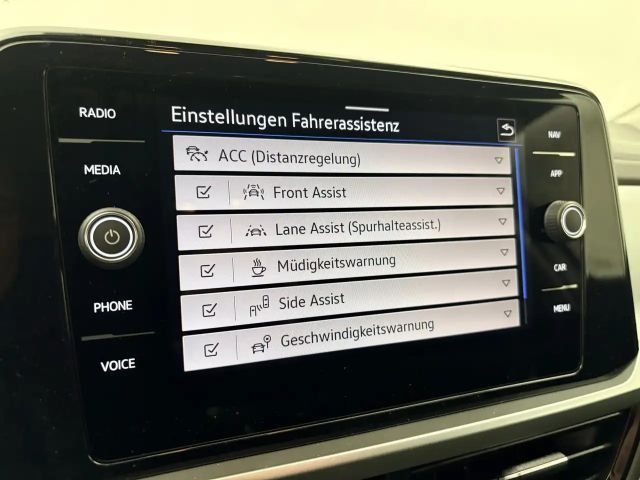 RADIO
MEDIA
PHONE
VOICE
Einstellungen Fahrerassistenz
ACC (Distanzregelung)
Front Assist
Lane Assist (Spurhalteassist.)
Müdigkeitswarnung
Side Assist
Geschwindigkeitswarnung
NAV
APP
CAR
MENU